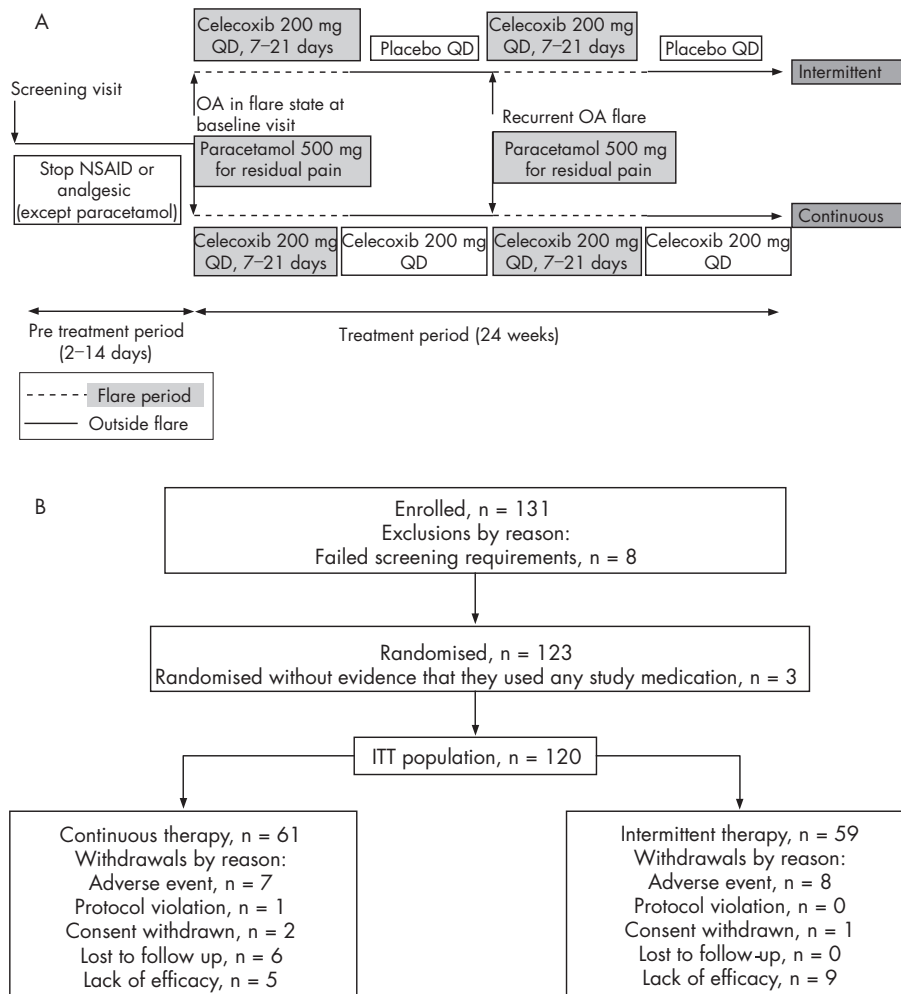 A
Celecoxib 200 mg
QD, 7–21 days
Placebo QD
Celecoxib 200 mg
QD, 7–21 days
Placebo QD
Intermittent
Screening visit
OA in flare state at
baseline visit
Recurrent OA flare
Stop NSAID or
analgesic
(except paracetamol)
Paracetamol 500 mg
for residual pain
Paracetamol 500 mg
for residual pain
Continuous
Celecoxib 200 mg
QD, 7–21 days
Celecoxib 200 mg
QD
Celecoxib 200 mg
QD, 7–21 days
Celecoxib 200 mg
QD
Pre treatment period
(2–14 days)
Treatment period (24 weeks)
Flare period
Outside flare
B
Enrolled, n = 131
Exclusions by reason:
Failed screening requirements, n = 8
Randomised, n = 123
Randomised without evidence that they used any study medication, n = 3
ITT population, n = 120
Continuous therapy, n = 61
Withdrawals by reason:
Adverse event, n = 7
Protocol violation, n = 1
Consent withdrawn, n = 2
Lost to follow up, n = 6
Lack of efficacy, n = 5
Intermittent therapy, n = 59
Withdrawals by reason:
Adverse event, n = 8
Protocol violation, n = 0
Consent withdrawn, n = 1
Lost to follow-up, n = 0
Lack of efficacy, n = 9